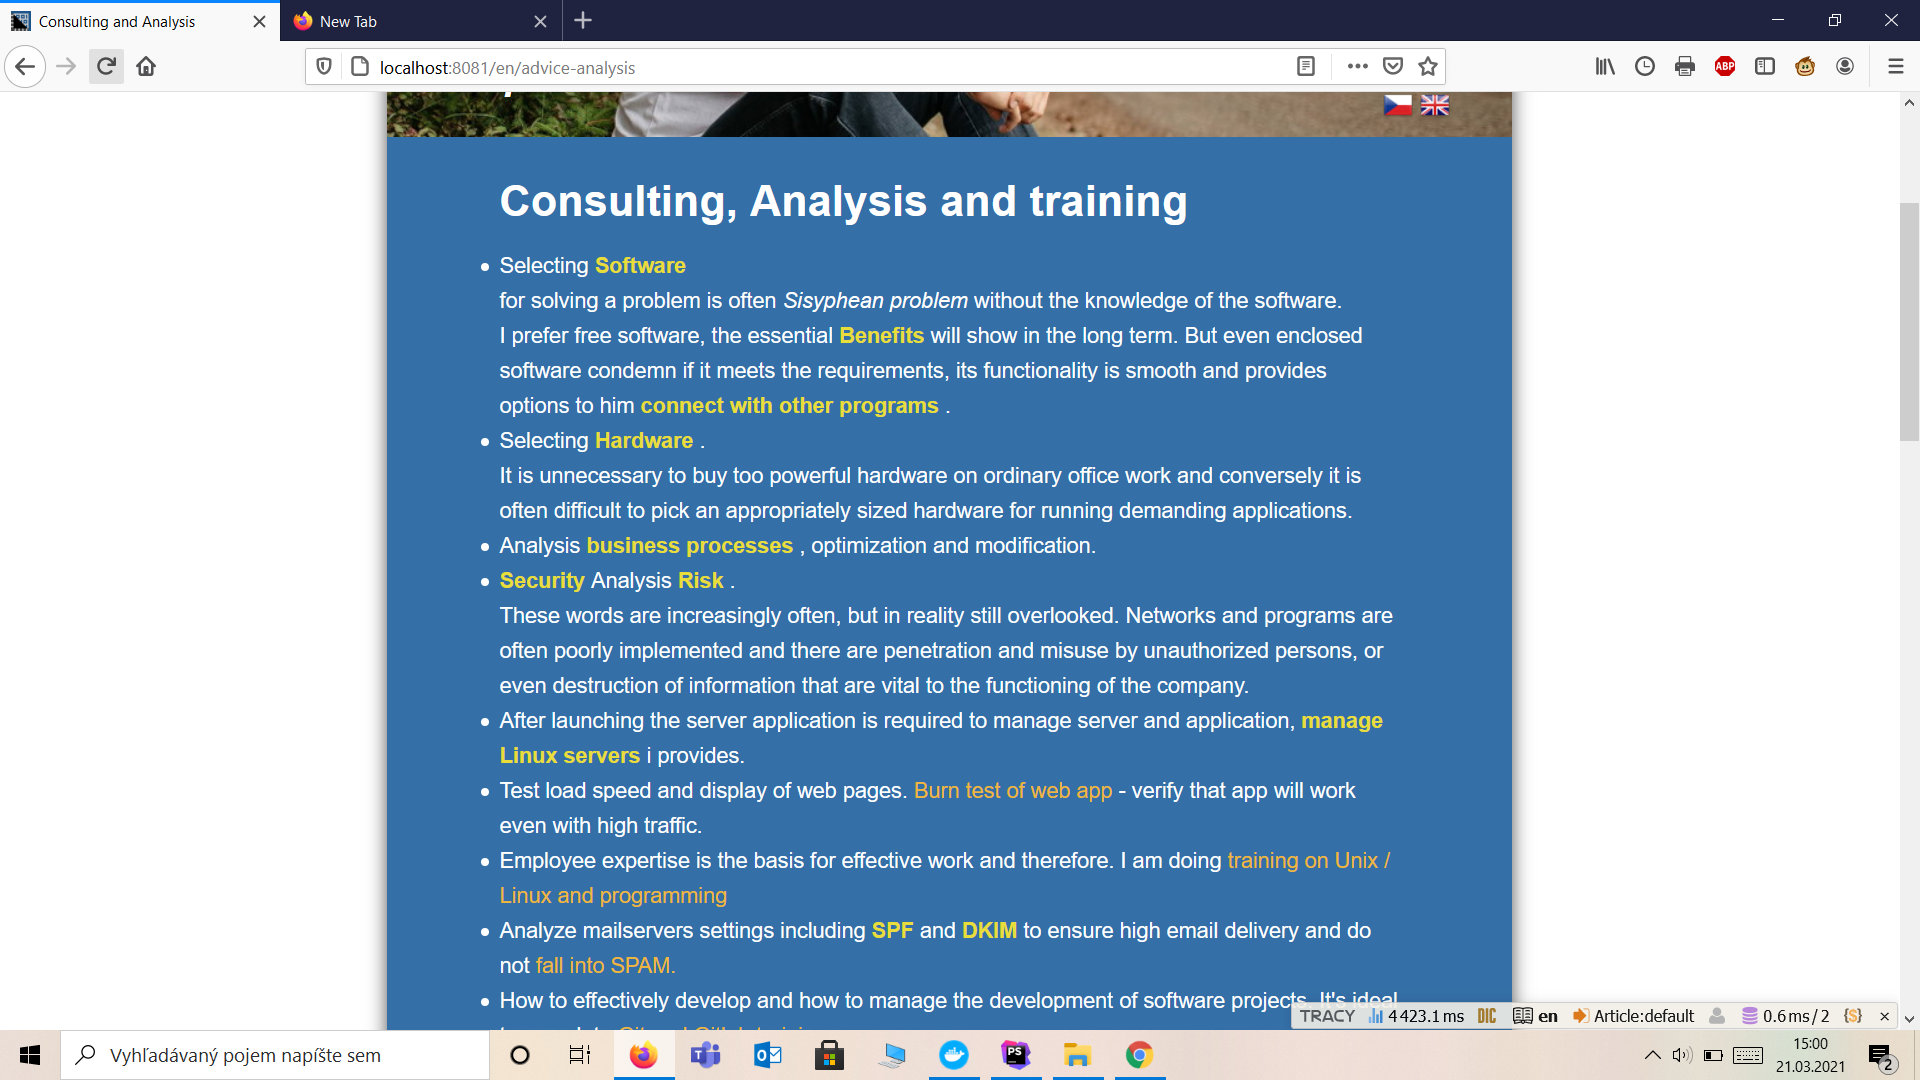 Consulting and Analysis
New Tab
localhost:8081/en/advice-analysis
ABP
Consulting, Analysis and training
Selecting Software
for solving a problem is often Sisyphean problem without the knowledge of the software.
I prefer free software, the essential Benefits will show in the long term. But even enclosed
software condemn if it meets the requirements, its functionality is smooth and provides
options to him connect with other programs .
Selecting Hardware .
It is unnecessary to buy too powerful hardware on ordinary office work and conversely it is
often difficult to pick an appropriately sized hardware for running demanding applications.
Analysis business processes , optimization and modification.
Security Analysis Risk .
These words are increasingly often, but in reality still overlooked. Networks and programs are
often poorly implemented and there are penetration and misuse by unauthorized persons, or
even destruction of information that are vital to the functioning of the company.
After launching the server application is required to manage server and application, manage
Linux servers i provides.
Test load speed and display of web pages. Burn test of web app - verify that app will work
even with high traffic.
Employee expertise is the basis for effective work and therefore. I am doing training on Unix /
Linux and programming
Analyze mailservers settings including SPF and DKIM to ensure high email delivery and do
not fall into SPAM.
How to effectively develop and how to manage the development of software projects. It's ideal
TRACY 4 423.1 ms DIC en Article:default 0.6 ms / 2
Vyhľadávaný pojem napíšte sem
PS
15:00
21.03.2021
2